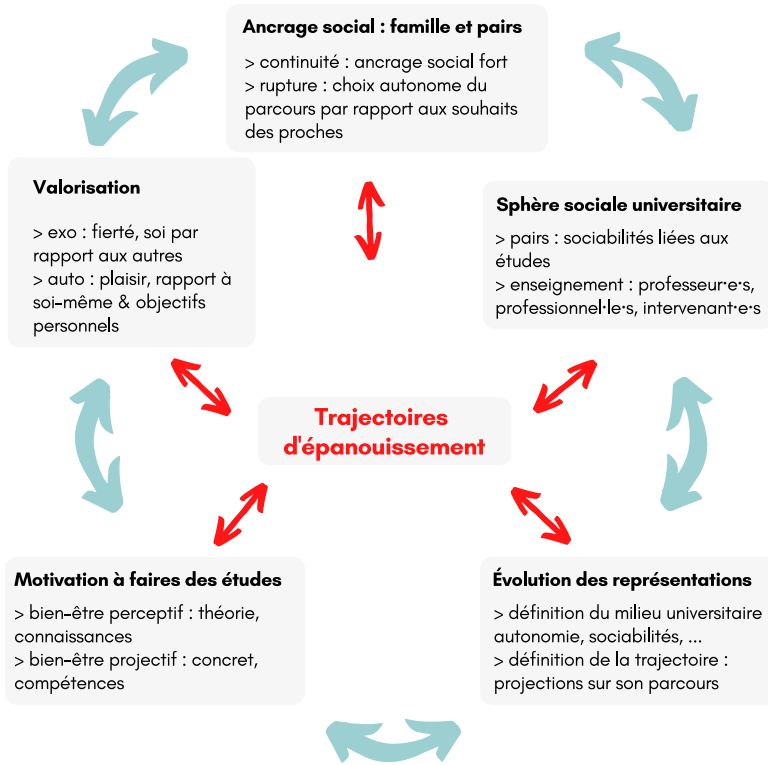 Ancrage social : famille et pairs
> continuité : ancrage social fort
> rupture : choix autonome du
parcours par rapport aux souhaits
des proches
Valorisation
> exo : fierté, soi par
rapport aux autres
> auto : plaisir, rapport à
soi-même & objectifs
personnels
Sphère sociale universitaire
> pairs : sociabilités liées aux
études
> enseignement : professeur·e·s,
professionnel·le·s, intervenant·e·s
Trajectoires
d'épanouissement
Motivation à faires des études
> bien-être perceptif : théorie,
connaissances
> bien-être projectif : concret,
compétences
Évolution des représentations
> définition du milieu universitaire
autonomie, sociabilités, ...
> définition de la trajectoire :
projections sur son parcours